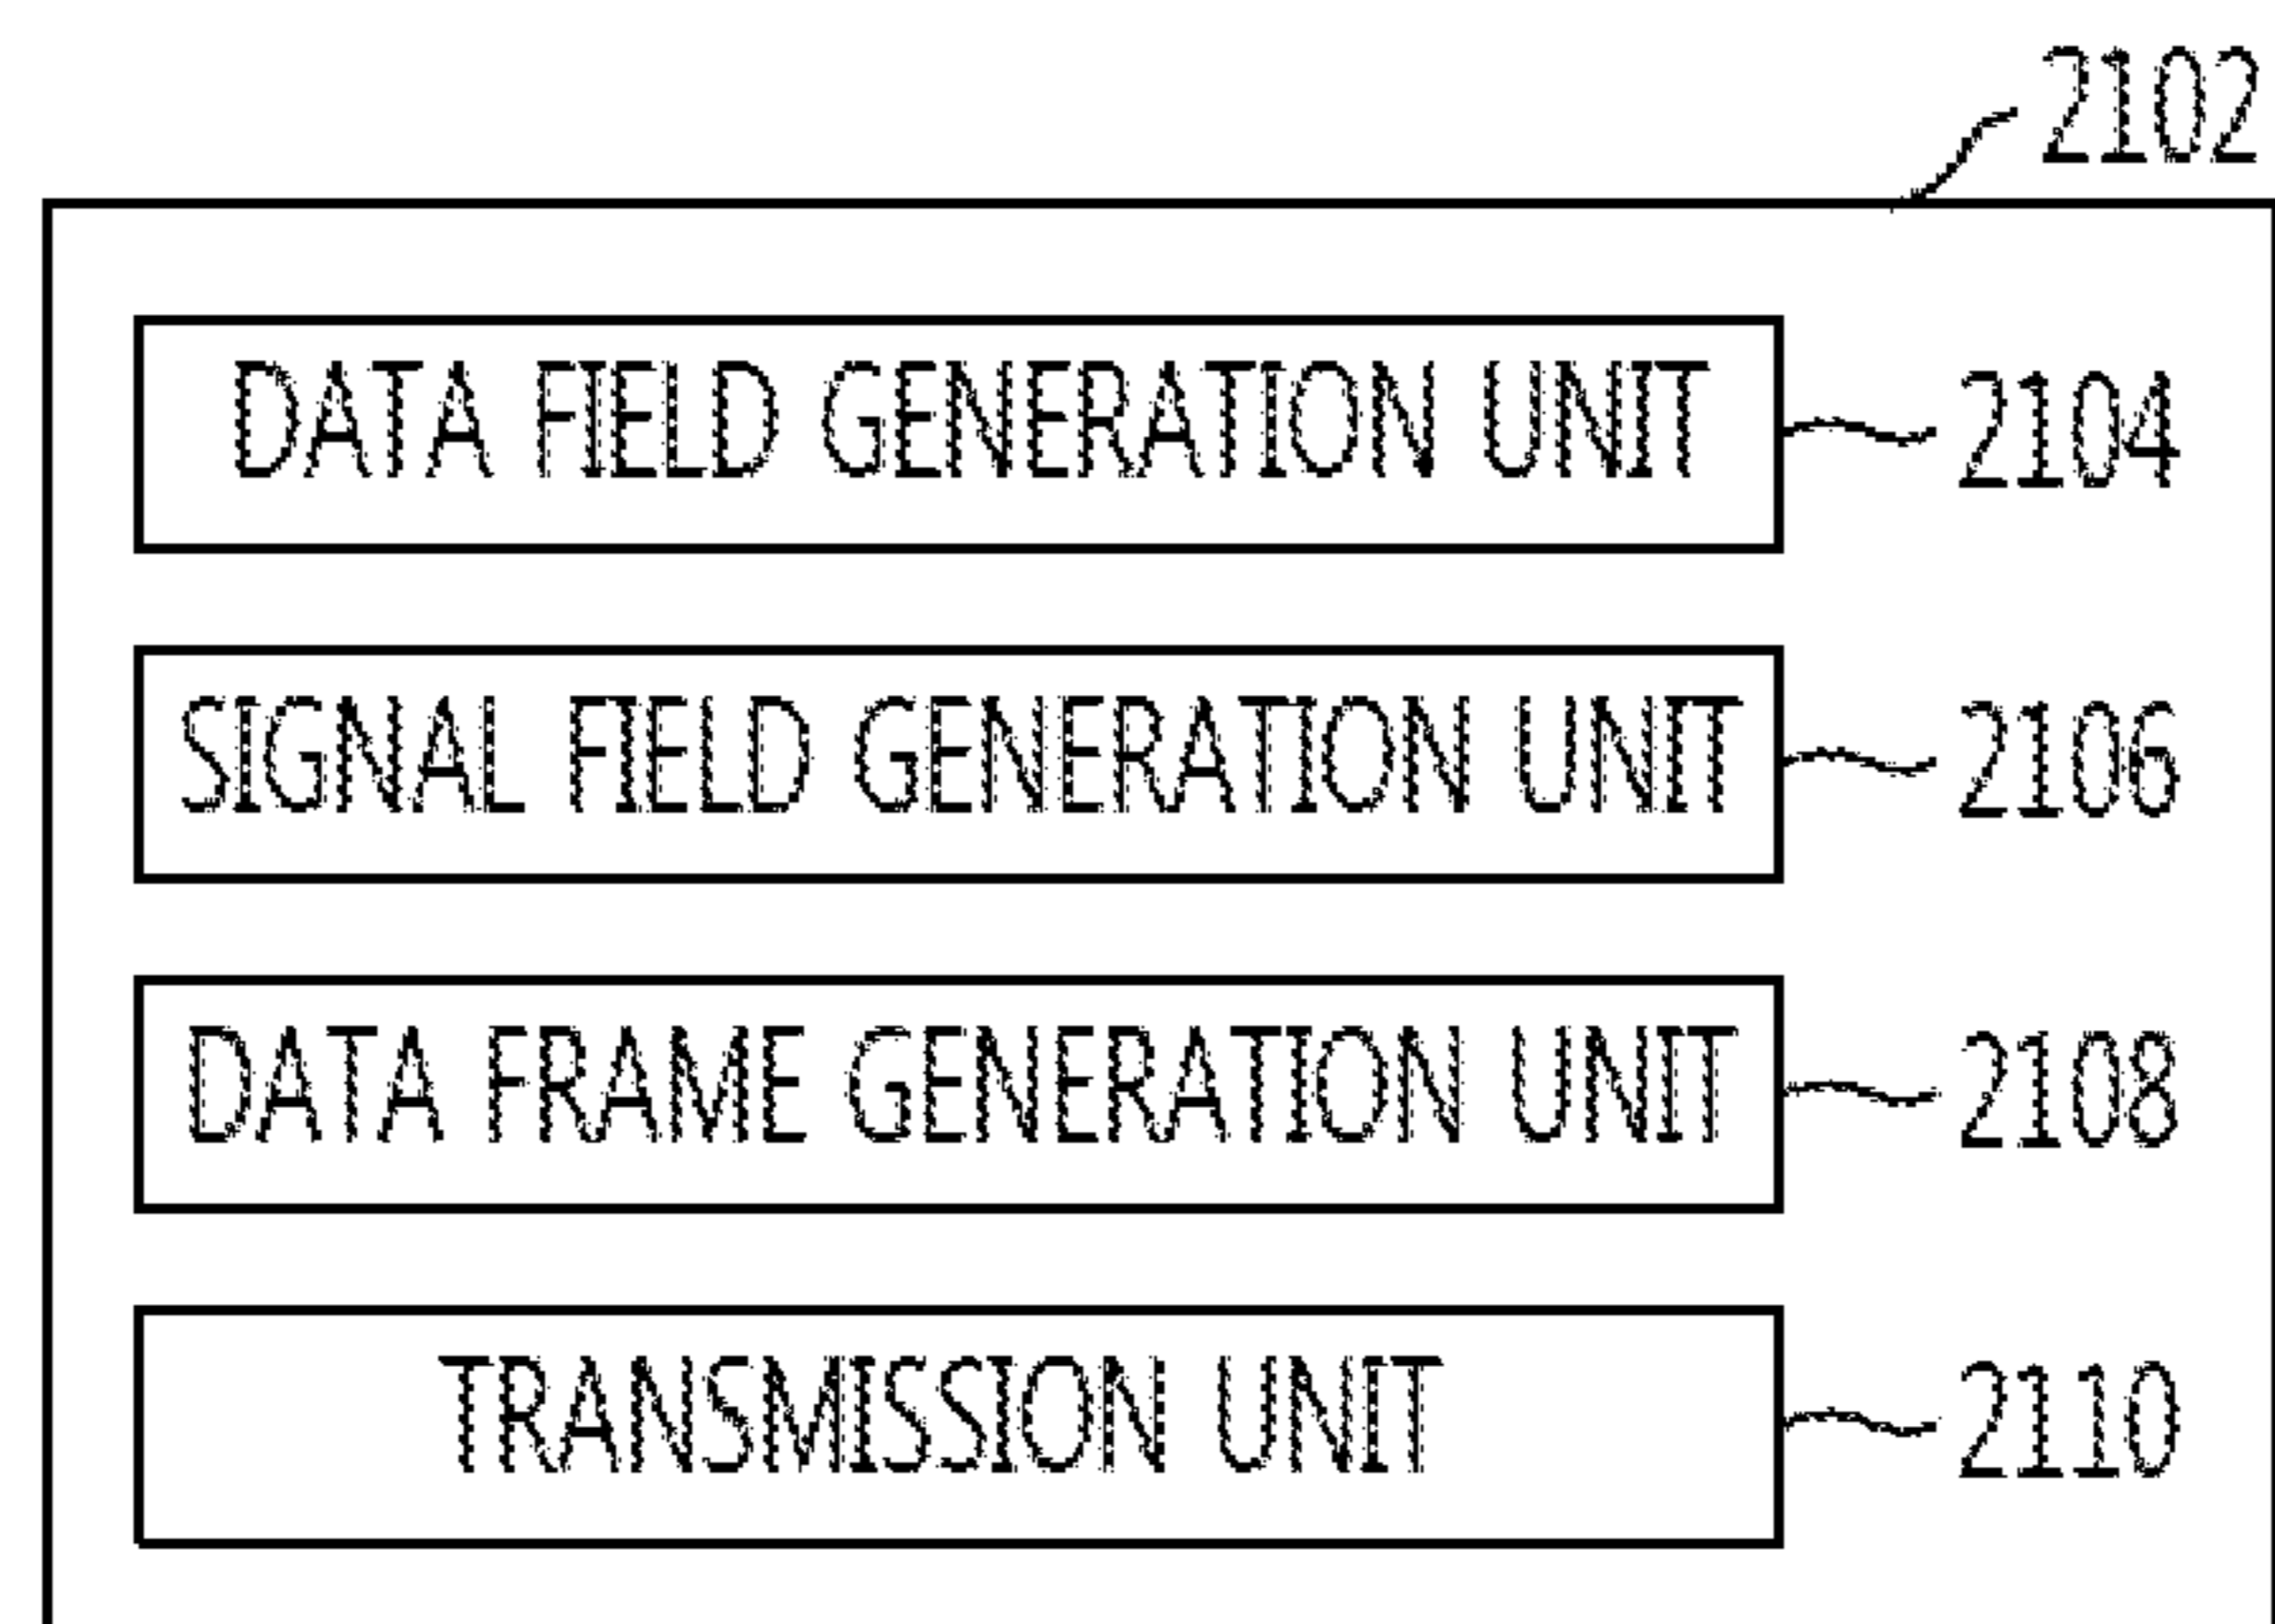 2102
DATA FIELD GENERATION UNIT 2104
SIGNAL FIELD GENERATION UNIT 2106
DATA FRAME GENERATION UNIT 2108
TRANSMISSION UNIT 2110